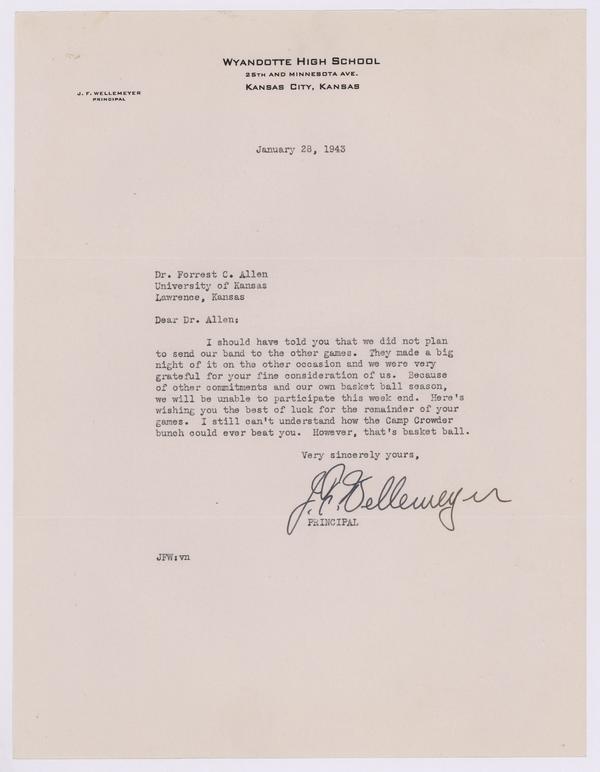 WYANDOTTE HIGH SCHOOL
25TH AND MINNESOTA AVE.
KANSAS CITY, KANSAS
J. F. WELLEMEYER
PRINCIPAL
January 28, 1943
Dr. Forrest C. Allen
University of Kansas
Lawrence, Kansas
Dear Dr. Allen:
I should have told you that we did not plan
to send our band to the other games. They made a big
night of it on the other occasion and we were very
grateful for your fine consideration of us. Because
of other commitments and our own basket ball season,
we will be unable to participate this week end. Here's
wishing you the best of luck for the remainder of your
games. I still can't understand how the Camp Crowder
bunch could ever beat you. However, that's basket ball.
Very sincerely yours,
J. F. Wellemeyer
PRINCIPAL
JFW:vn